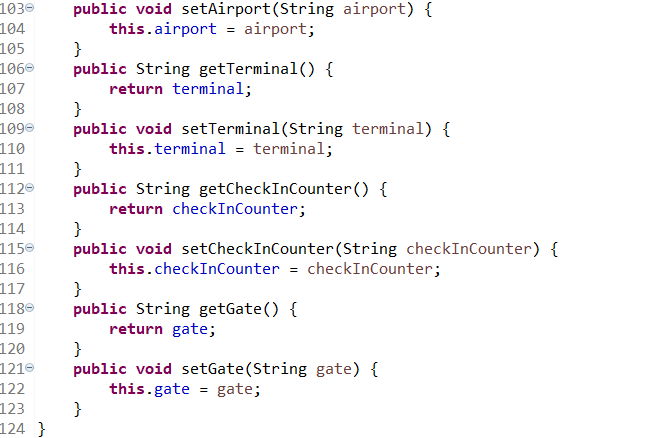 103 public void setAirport(String airport) {
104 this.airport = airport;
105 }
106 public String getTerminal() {
107 return terminal;
108 }
109 public void setTerminal(String terminal) {
110 this.terminal = terminal;
111 }
112 public String getCheckInCounter() {
113 return checkInCounter;
114 }
115 public void setCheckInCounter(String checkInCounter) {
116 this.checkInCounter = checkInCounter;
117 }
118 public String getGate() {
119 return gate;
120 }
121 public void setGate(String gate) {
122 this.gate = gate;
123 }
124 }